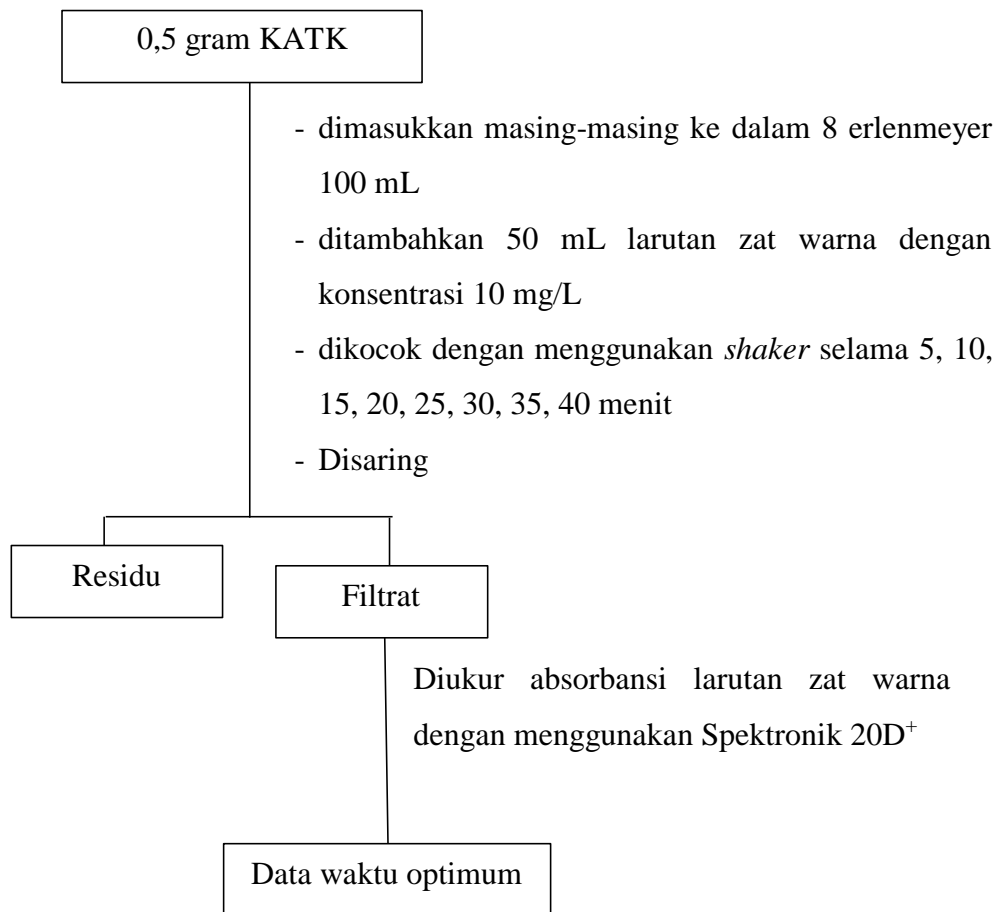 0,5 gram KATK
- dimasukkan masing-masing ke dalam 8 erlenmeyer
100 mL
- ditambahkan 50 mL larutan zat warna dengan
konsentrasi 10 mg/L
- dikocok dengan menggunakan shaker selama 5, 10,
15, 20, 25, 30, 35, 40 menit
- Disaring
Residu
Filtrat
Diukur absorbansi larutan zat warna
dengan menggunakan Spektronik 20D⁺
Data waktu optimum